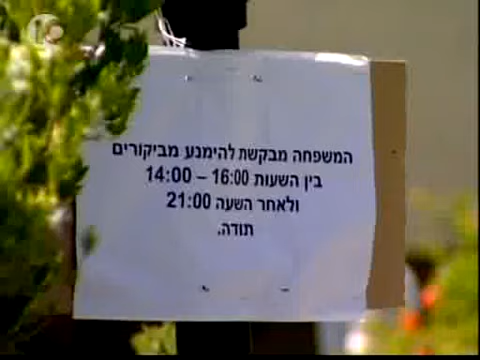 המשפחה מבקשת להימנע מביקורים
בין השעות 16:00 – 14:00
ולאחר השעה 21:00
תודה.